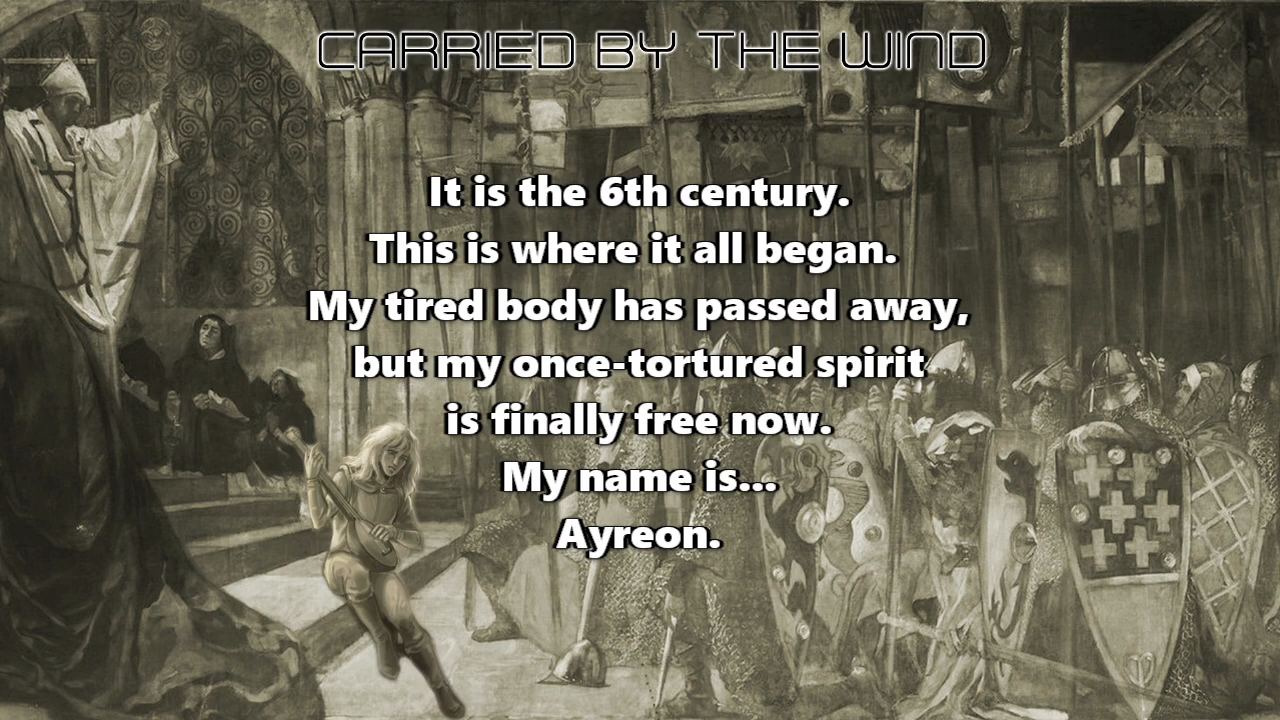 CARRIED BY THE WIND
It is the 6th century.
This is where it all began.
My tired body has passed away,
but my once-tortured spirit
is finally free now.
My name is...
Ayreon.